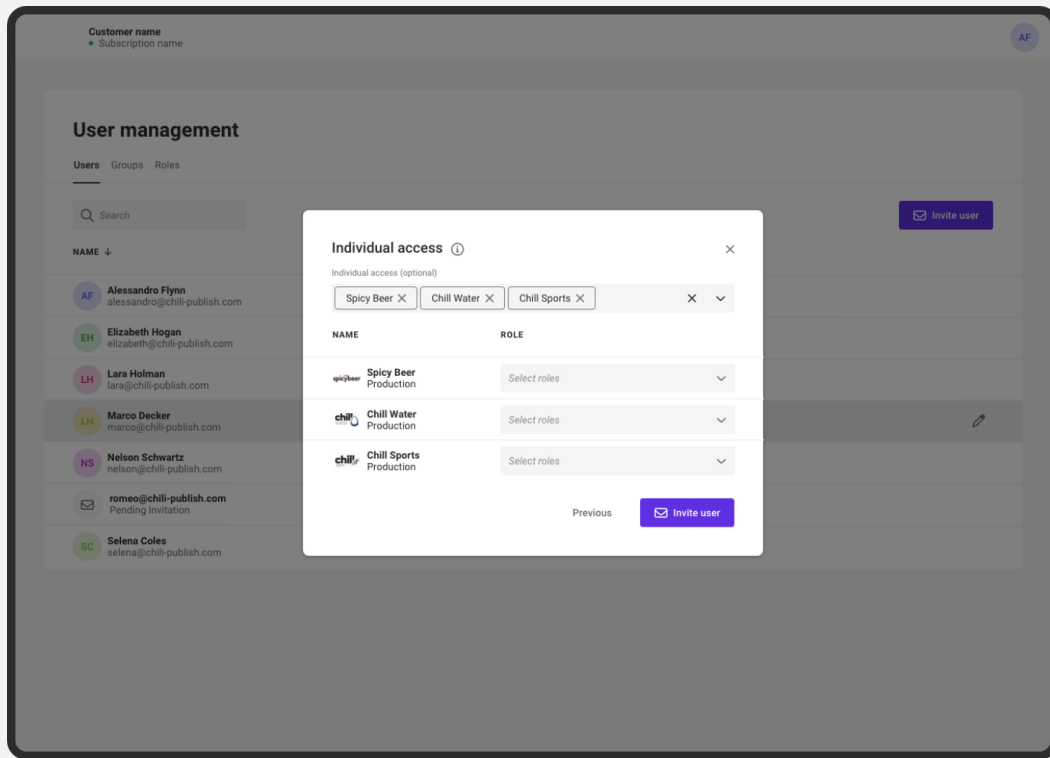 Customer name
Subscription name
AF
User management
Users Groups Roles
Search
Invite user
NAME
AF
Alessandro Flynn
alessandro@chili-publish.com
EH
Elizabeth Hogan
elizabeth@chili-publish.com
LH
Lara Holman
lara@chili-publish.com
LH
Marco Decker
marco@chili-publish.com
NS
Nelson Schwartz
nelson@chili-publish.com
romeo@chili-publish.com
Pending Invitation
SC
Selena Coles
selena@chili-publish.com
Individual access
Individual access (optional)
Spicy Beer Chill Water Chill Sports
NAME ROLE
spicybeer
Spicy Beer
Production
Select roles
chill
Chill Water
Production
Select roles
chill
Chill Sports
Production
Select roles
Previous Invite user